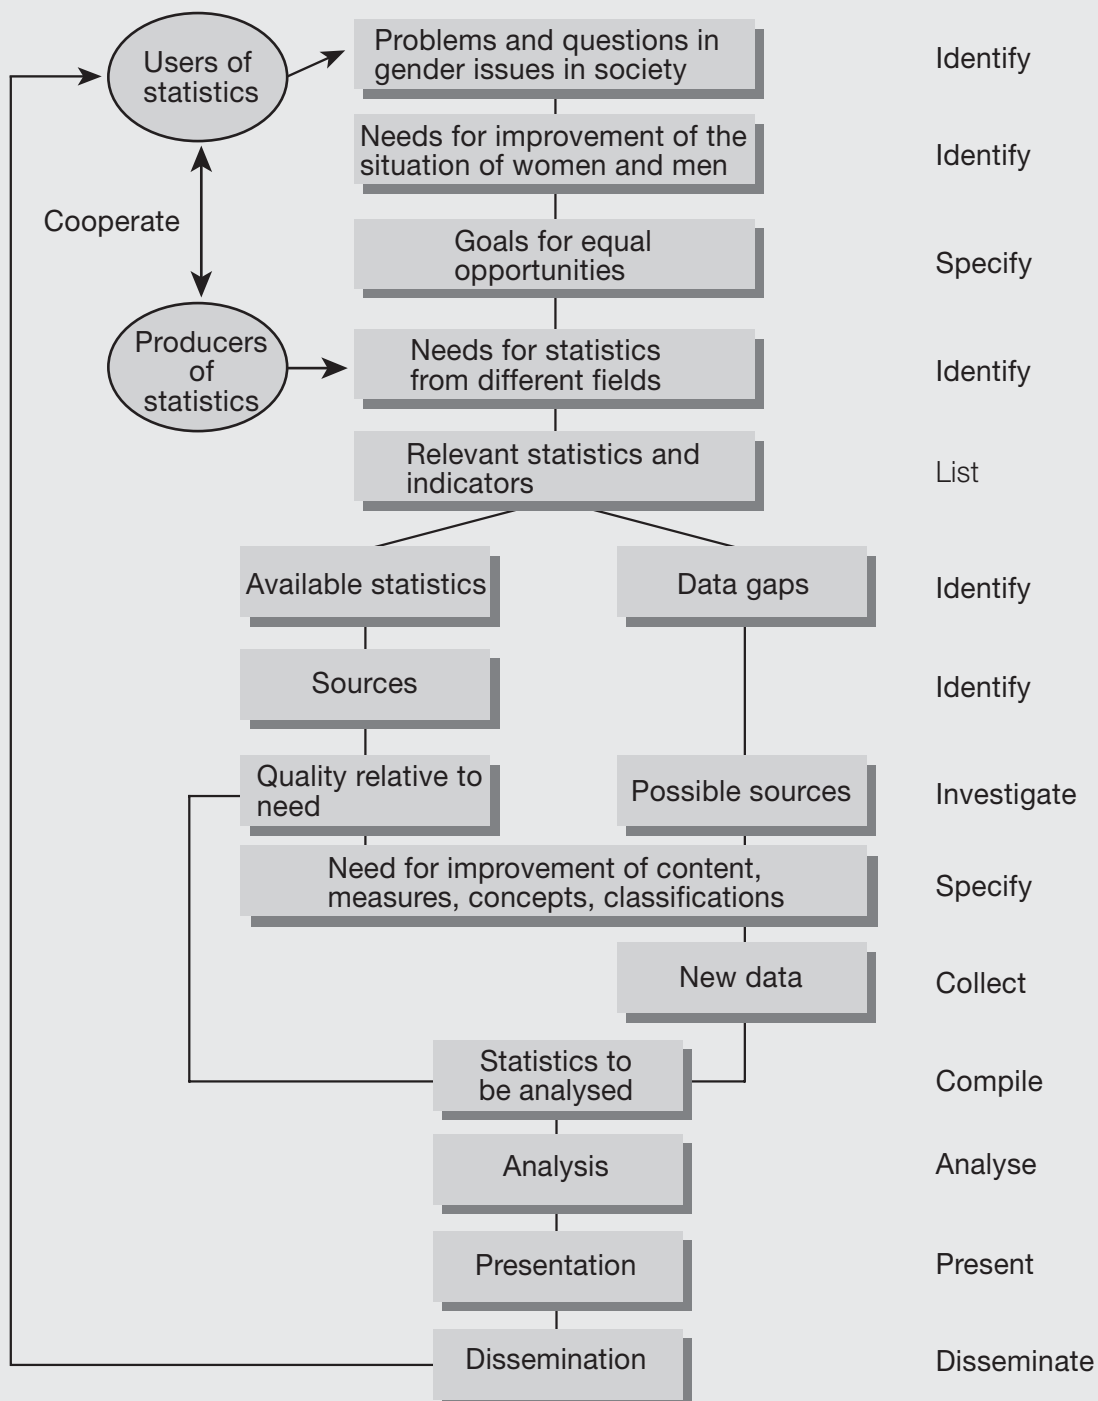 Users of
statistics
Problems and questions in
gender issues in society
Identify
Needs for improvement of the
situation of women and men
Identify
Cooperate
Goals for equal
opportunities
Specify
Producers
of
statistics
Needs for statistics
from different fields
Identify
Relevant statistics and
indicators
List
Available statistics
Data gaps
Identify
Sources
Identify
Quality relative to
need
Possible sources
Investigate
Need for improvement of content,
measures, concepts, classifications
Specify
New data
Collect
Statistics to
be analysed
Compile
Analysis
Analyse
Presentation
Present
Dissemination
Disseminate